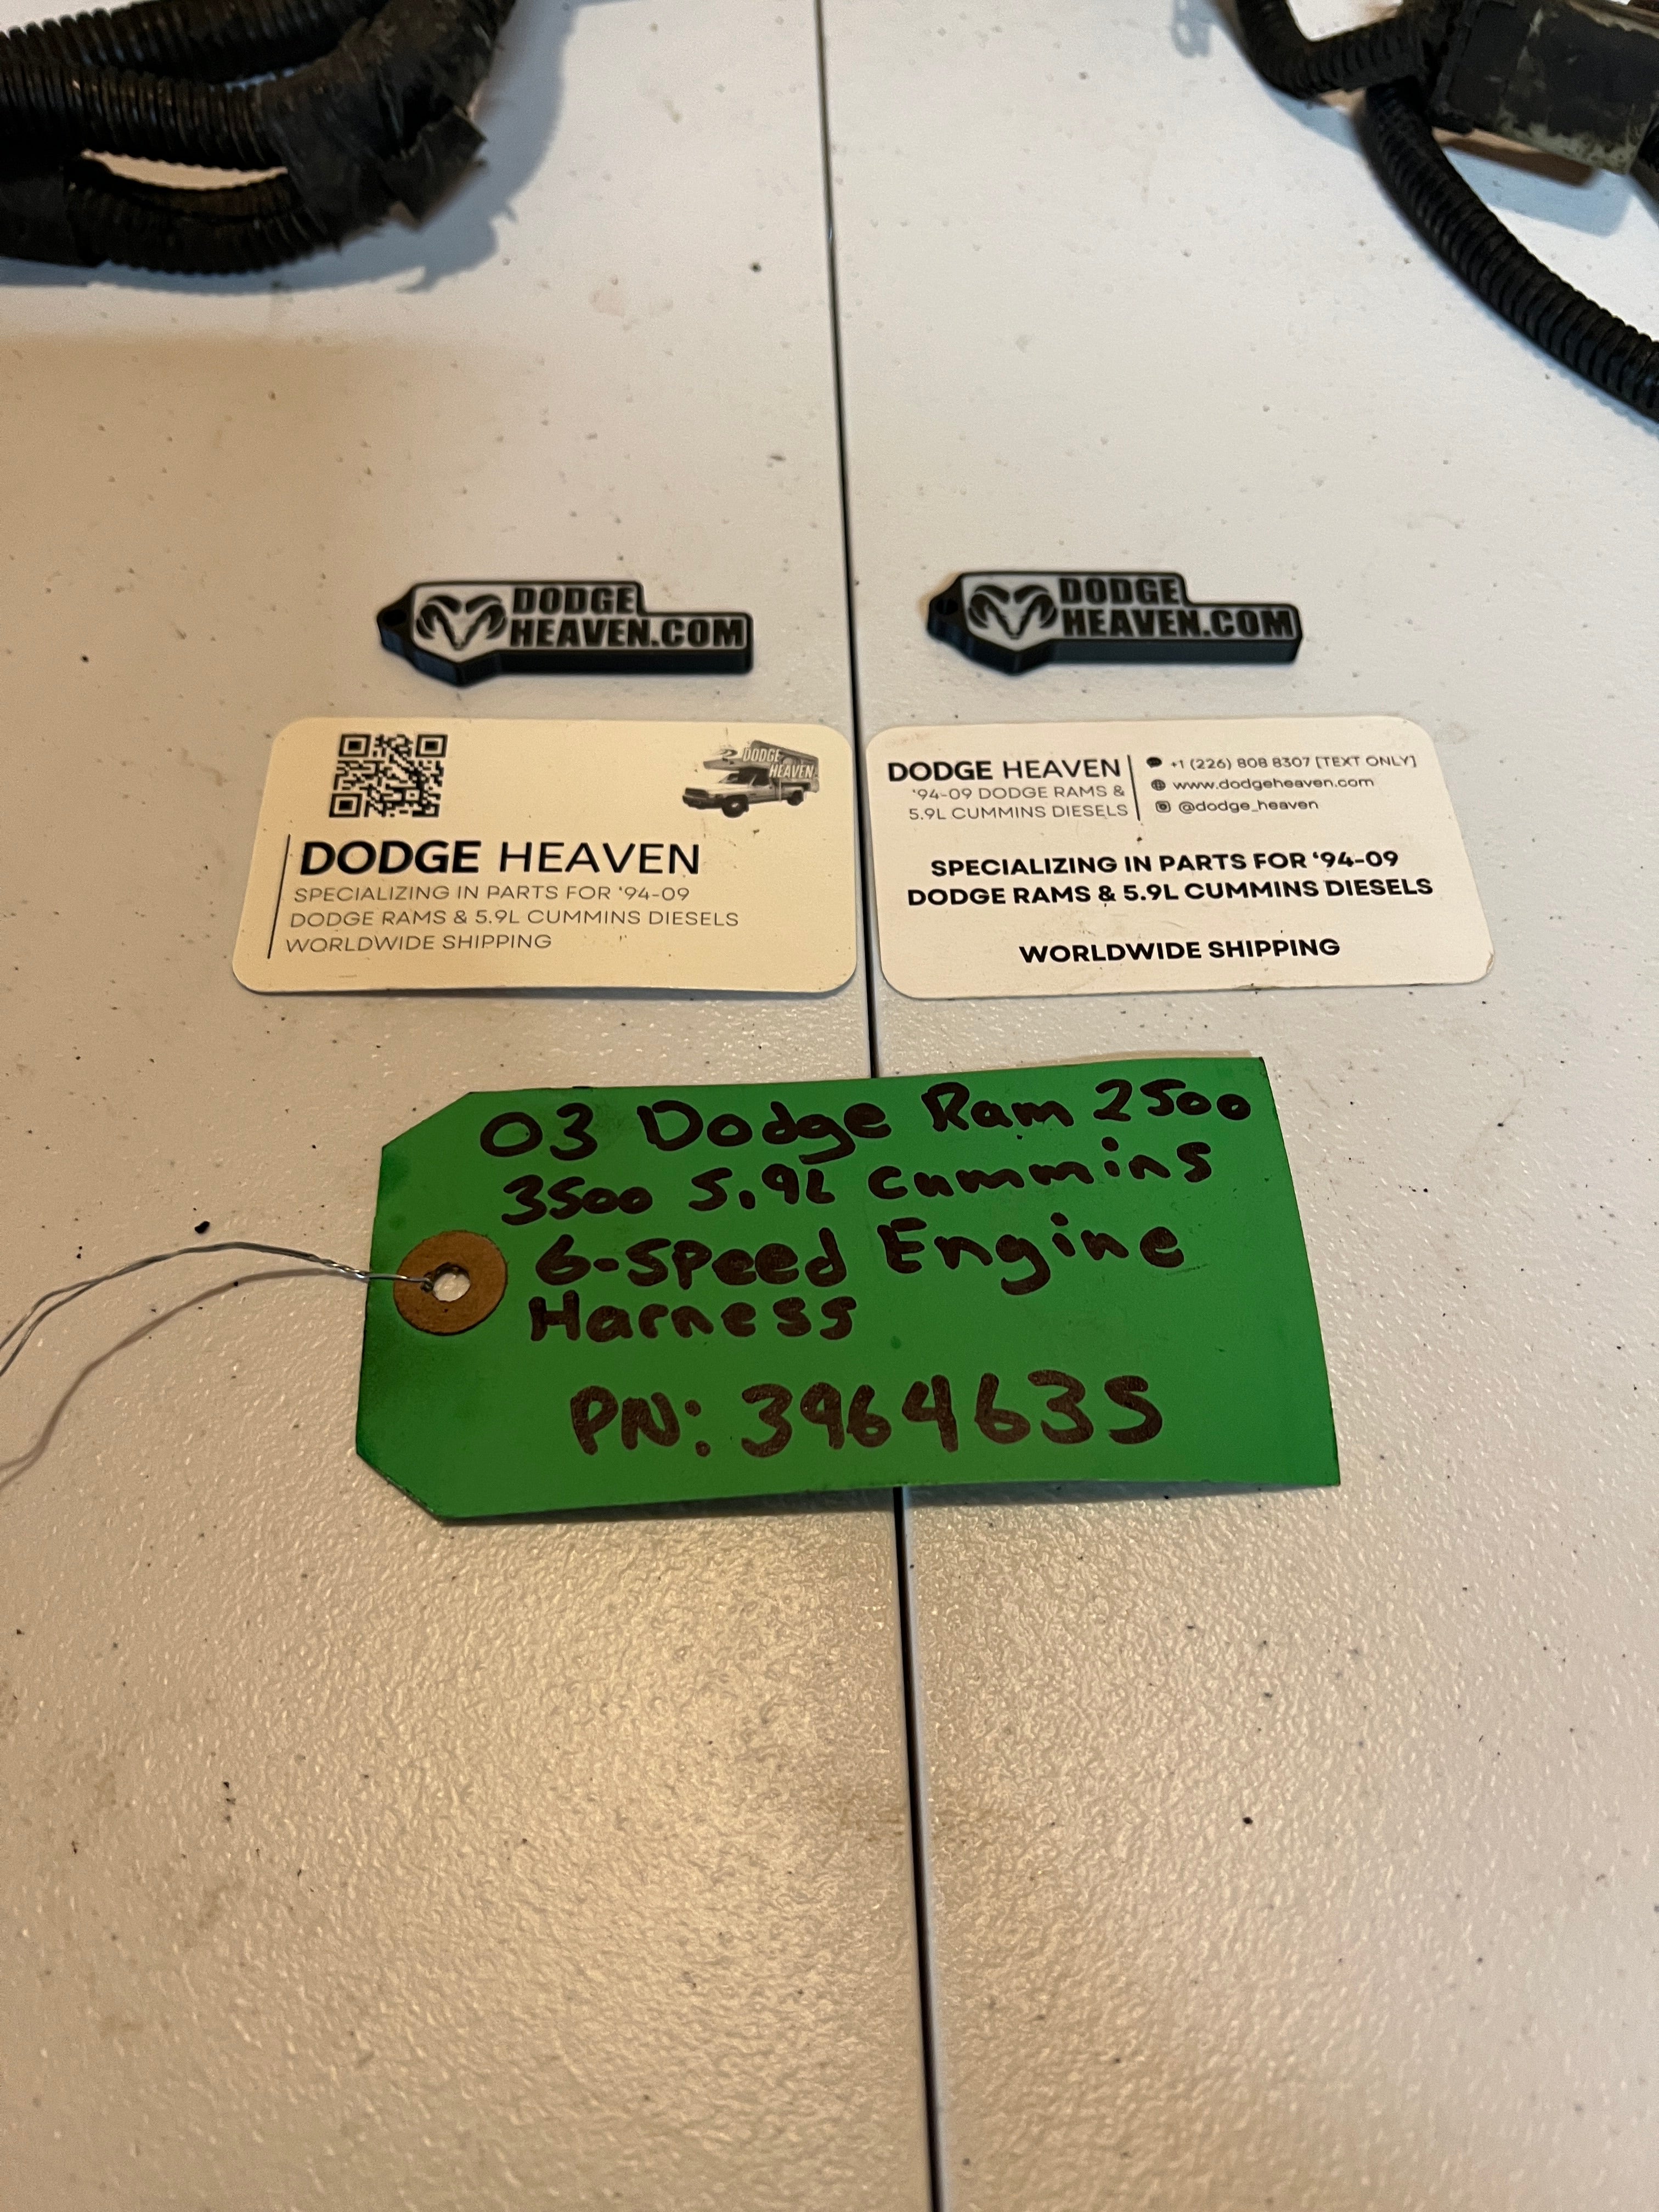 DODGE
HEAVEN.COM
DODGE
HEAVEN.COM
DODGE
HEAVEN
DODGE HEAVEN
SPECIALIZING IN PARTS FOR ‘94-09
DODGE RAMS & 5.9L CUMMINS DIESELS
WORLDWIDE SHIPPING
DODGE HEAVEN
‘94-09 DODGE RAMS &
5.9L CUMMINS DIESELS
+1 (226) 808 8307 [TEXT ONLY]
www.dodgeheaven.com
@dodge_heaven
SPECIALIZING IN PARTS FOR ‘94-09
DODGE RAMS & 5.9L CUMMINS DIESELS
WORLDWIDE SHIPPING
03 Dodge Ram 2500
3500 5.9L Cummins
6-Speed Engine
Harness
PN: 3964635